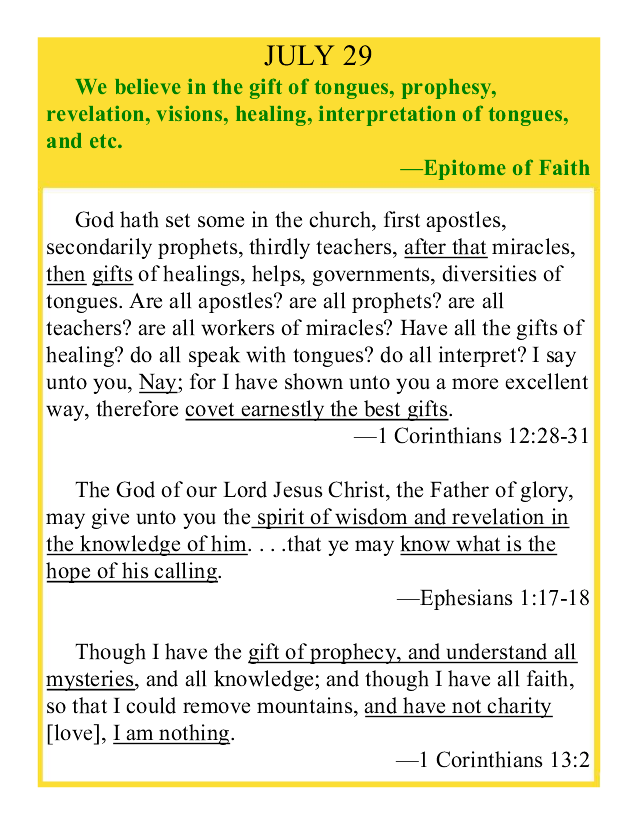 JULY 29
We believe in the gift of tongues, prophesy,
revelation, visions, healing, interpretation of tongues,
and etc.
—Epitome of Faith
God hath set some in the church, first apostles,
secondarily prophets, thirdly teachers, after that miracles,
then gifts of healings, helps, governments, diversities of
tongues. Are all apostles? are all prophets? are all
teachers? are all workers of miracles? Have all the gifts of
healing? do all speak with tongues? do all interpret? I say
unto you, Nay; for I have shown unto you a more excellent
way, therefore covet earnestly the best gifts.
—1 Corinthians 12:28-31
The God of our Lord Jesus Christ, the Father of glory,
may give unto you the spirit of wisdom and revelation in
the knowledge of him. . . .that ye may know what is the
hope of his calling.
—Ephesians 1:17-18
Though I have the gift of prophecy, and understand all
mysteries, and all knowledge; and though I have all faith,
so that I could remove mountains, and have not charity
[love], I am nothing.
—1 Corinthians 13:2